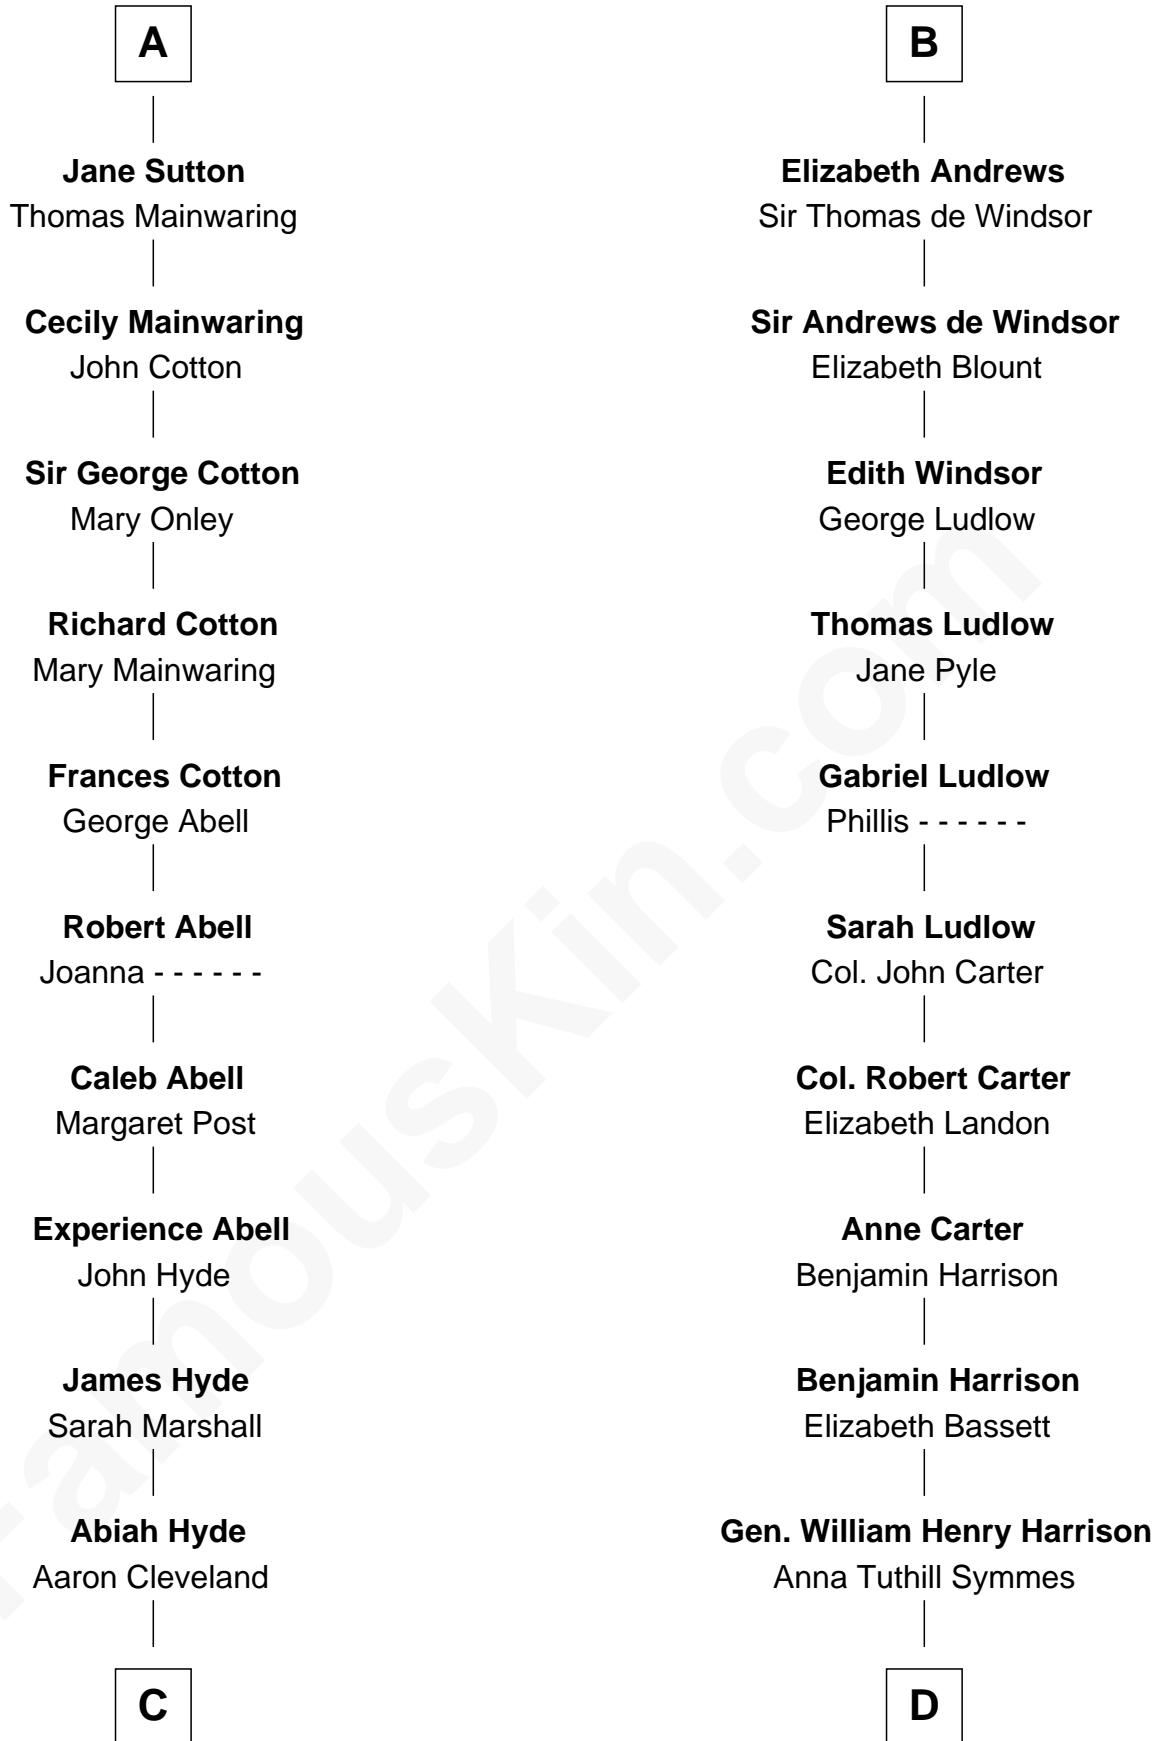 A
Jane Sutton
Thomas Mainwaring
Cecily Mainwaring
John Cotton
Sir George Cotton
Mary Onley
Richard Cotton
Mary Mainwaring
Frances Cotton
George Abell
Robert Abell
Joanna - - - - - -
Caleb Abell
Margaret Post
Experience Abell
John Hyde
James Hyde
Sarah Marshall
Abiah Hyde
Aaron Cleveland
C
B
Elizabeth Andrews
Sir Thomas de Windsor
Sir Andrews de Windsor
Elizabeth Blount
Edith Windsor
George Ludlow
Thomas Ludlow
Jane Pyle
Gabriel Ludlow
Phillis - - - - - -
Sarah Ludlow
Col. John Carter
Col. Robert Carter
Elizabeth Landon
Anne Carter
Benjamin Harrison
Benjamin Harrison
Elizabeth Bassett
Gen. William Henry Harrison
Anna Tuthill Symmes
D
FamousKin.com